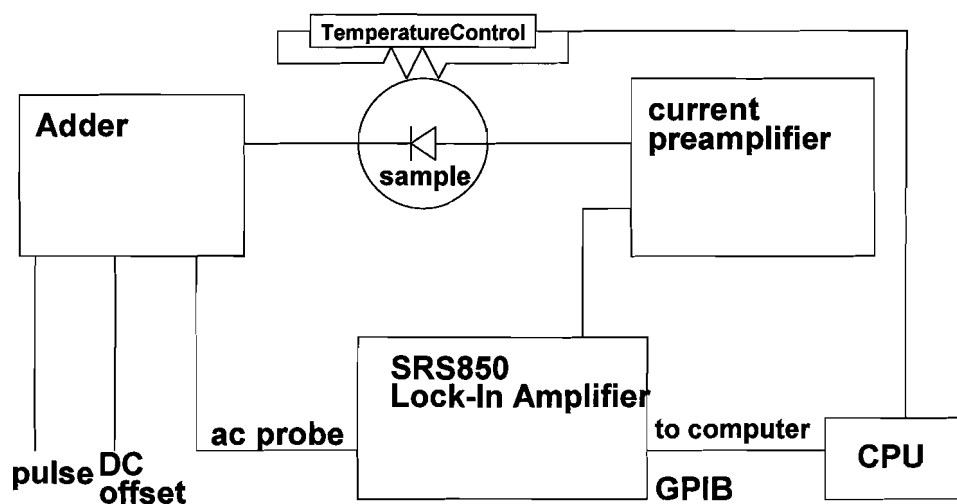 TemperatureControl
Adder
current
preamplifier
sample
SRS850
Lock-In Amplifier
ac probe
to computer
CPU
pulse
DC
offset
GPIB